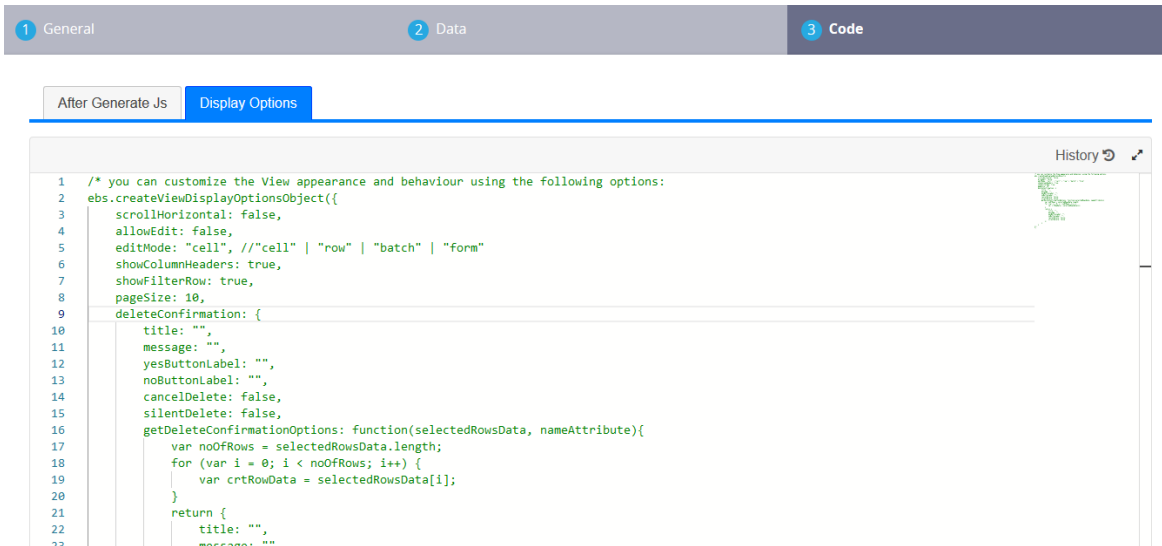 1 General
2 Data
3 Code
After Generate Js
Display Options
History
1 /* you can customize the View appearance and behaviour using the following options:
2 ebs.createViewDisplayOptionsObject({
3 scrollHorizontal: false,
4 allowEdit: false,
5 editMode: "cell", //"cell" | "row" | "batch" | "form"
6 showColumnHeaders: true,
7 showFilterRow: true,
8 pageSize: 10,
9 deleteConfirmation: {
10 title: "",
11 message: "",
12 yesButtonLabel: "",
13 noButtonLabel: "",
14 cancelDelete: false,
15 silentDelete: false,
16 getDeleteConfirmationOptions: function(selectedRowsData, nameAttribute){
17 var noOfRows = selectedRowsData.length;
18 for (var i = 0; i < noOfRows; i++) {
19 var crtRowData = selectedRowsData[i];
20 }
21 return {
22 title: "",
23 message: ""